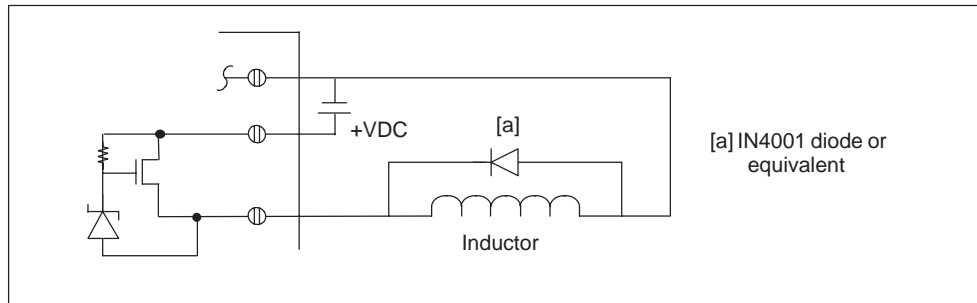 +VDC
[a]
[a] IN4001 diode or
equivalent
Inductor